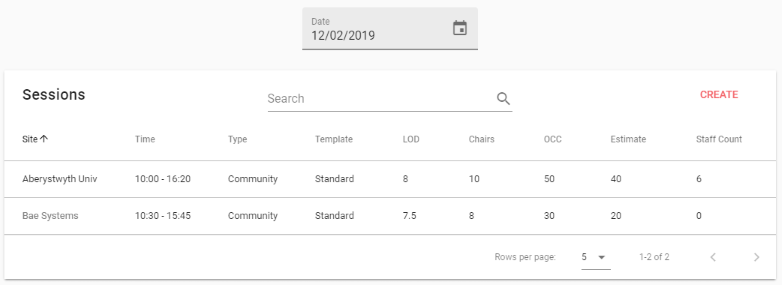 Date
12/02/2019
Sessions
Search
CREATE
Site Time Type Template LOD Chairs OCC Estimate Staff Count
Aberystwyth Univ 10:00 - 16:20 Community Standard 8 10 50 40 6
Bae Systems 10:30 - 15:45 Community Standard 7.5 8 30 20 0
Rows per page: 5 1-2 of 2